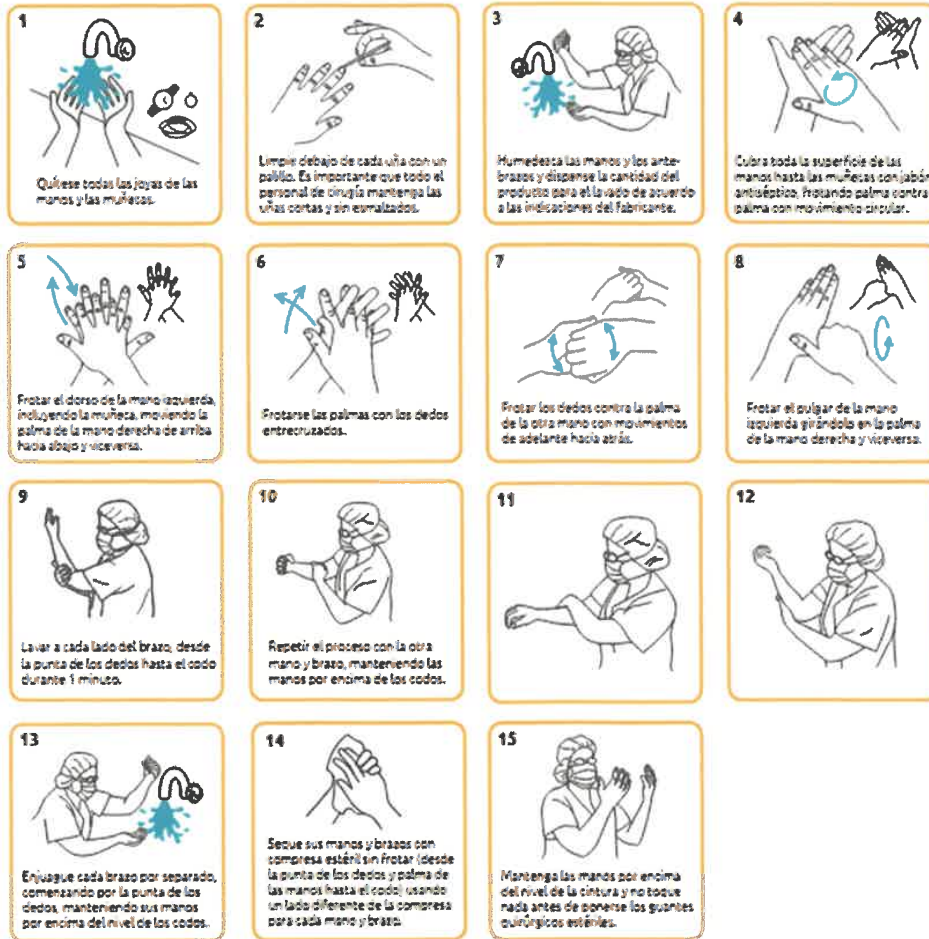 1
Quítese todas las joyas de las
manos y las muñecas.
2
Limpie debajo de cada uña con un
palillo. Es importante que todo el
personal de cirugía mantenga las
uñas cortas y sin esmaltados.
3
Humedezca las manos y los ante-
brazos y dispense la cantidad del
producto para el lavado de acuerdo
a las indicaciones del fabricante.
4
Cubra toda la superficie de las
manos hasta las muñecas con jabón
antiséptico, frotando palma contra
palma con movimiento circular.
5
Frotar el dorso de la mano izquierda,
incluyendo la muñeca, moviendo la
palma de la mano derecha de arriba
hacia abajo y viceversa.
6
Frotarse las palmas con los dedos
entrecruzados.
7
Frotar los dedos contra la palma
de la otra mano con movimientos
de adelante hacia atrás.
8
Frotar el pulgar de la mano
izquierda girándolo en la palma
de la mano derecha y viceversa.
9
Lavar a cada lado del brazo, desde
la punta de los dedos hasta el codo
durante 1 minuto.
10
Repetir el proceso con la otra
mano y brazo, manteniendo las
manos por encima de los codos.
11
12
13
Enjuague cada brazo por separado,
comenzando por la punta de los
dedos, manteniendo sus manos
por encima del nivel de los codos.
14
Seque sus manos y brazos con
compresa estéril sin frotar (desde
la punta de los dedos y palma de
las manos hasta el codo) usando
un lado diferente de la compresa
para cada mano y brazo.
15
Mantenga las manos por encima
del nivel de la cintura y no toque
nada antes de ponerse los guantes
quirúrgicos estériles.